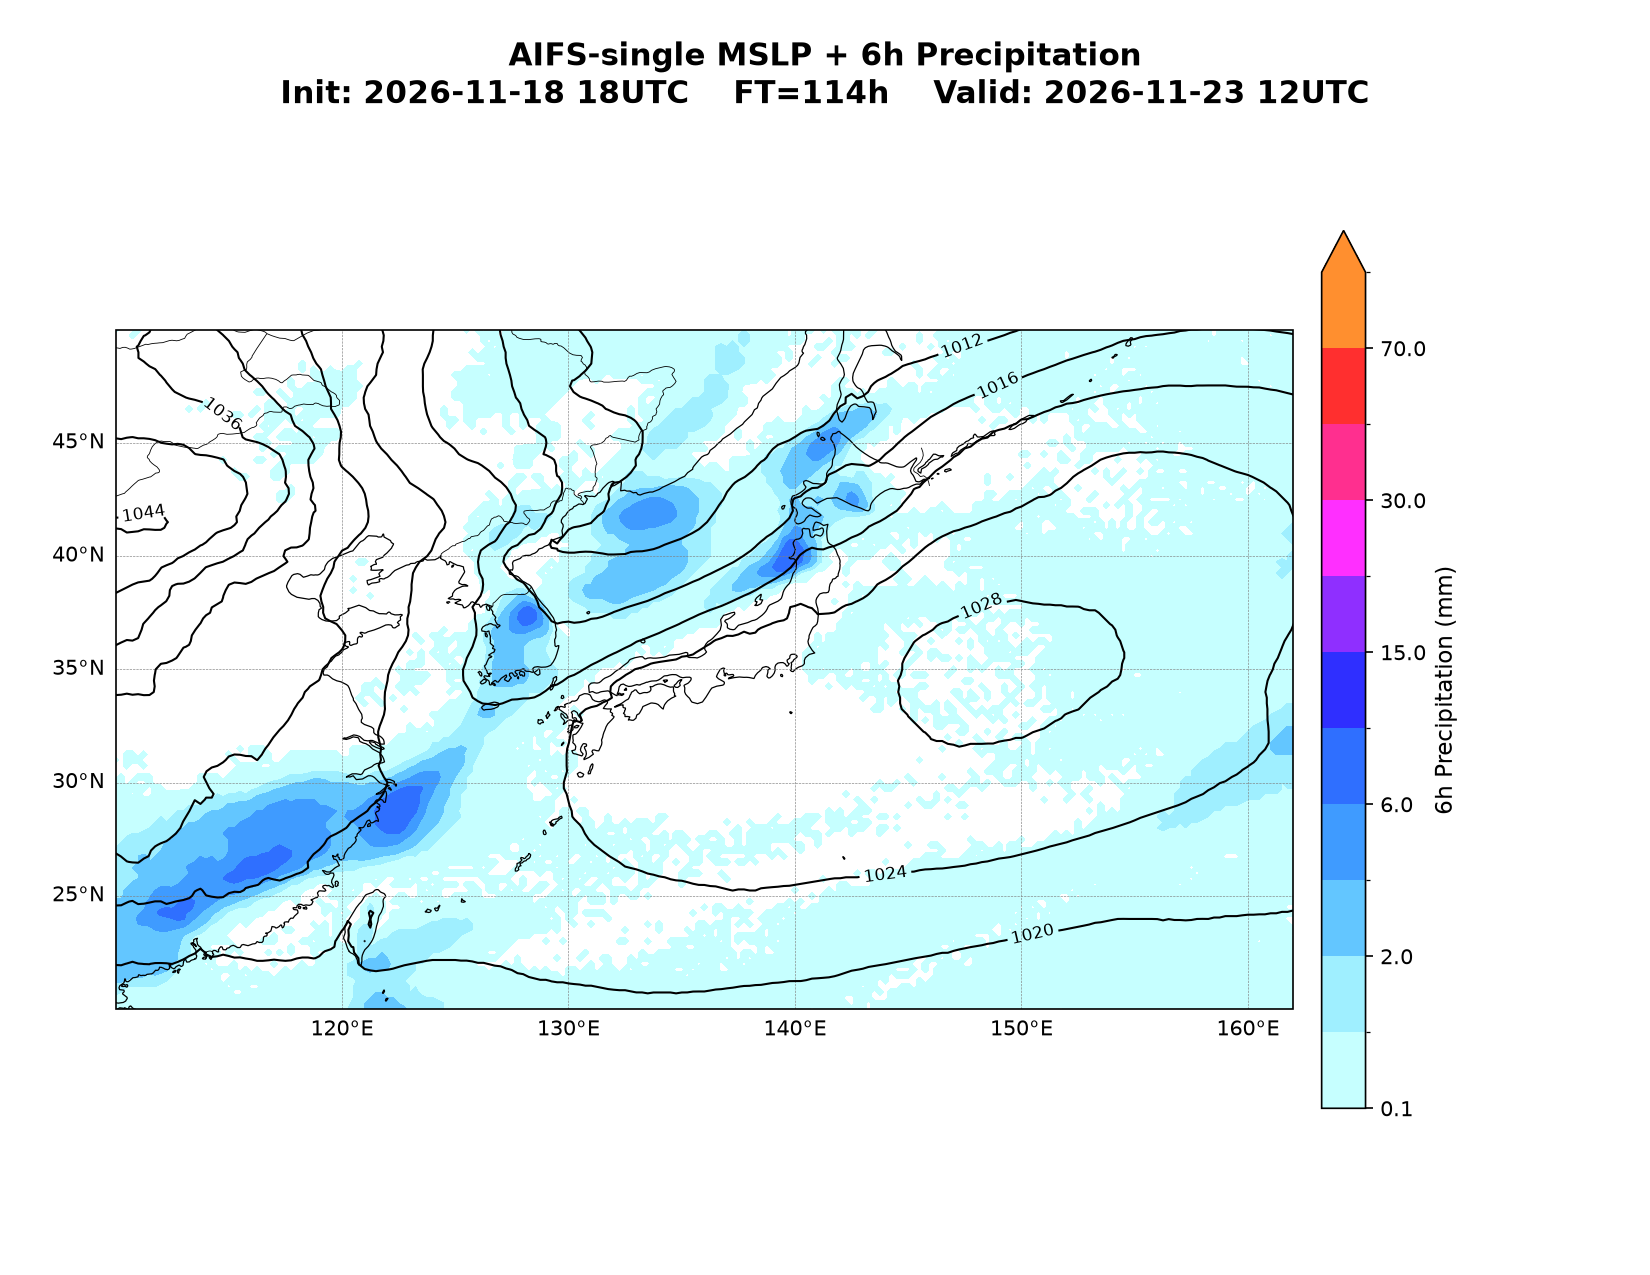 AIFS-single MSLP + 6h Precipitation
Init: 2026-11-18 18UTC    FT=114h    Valid: 2026-11-23 12UTC
1012
1016
1036
1044
1028
1024
1020
45°N
40°N
35°N
30°N
25°N
120°E
130°E
140°E
150°E
160°E
70.0
30.0
15.0
6.0
2.0
0.1
6h Precipitation (mm)